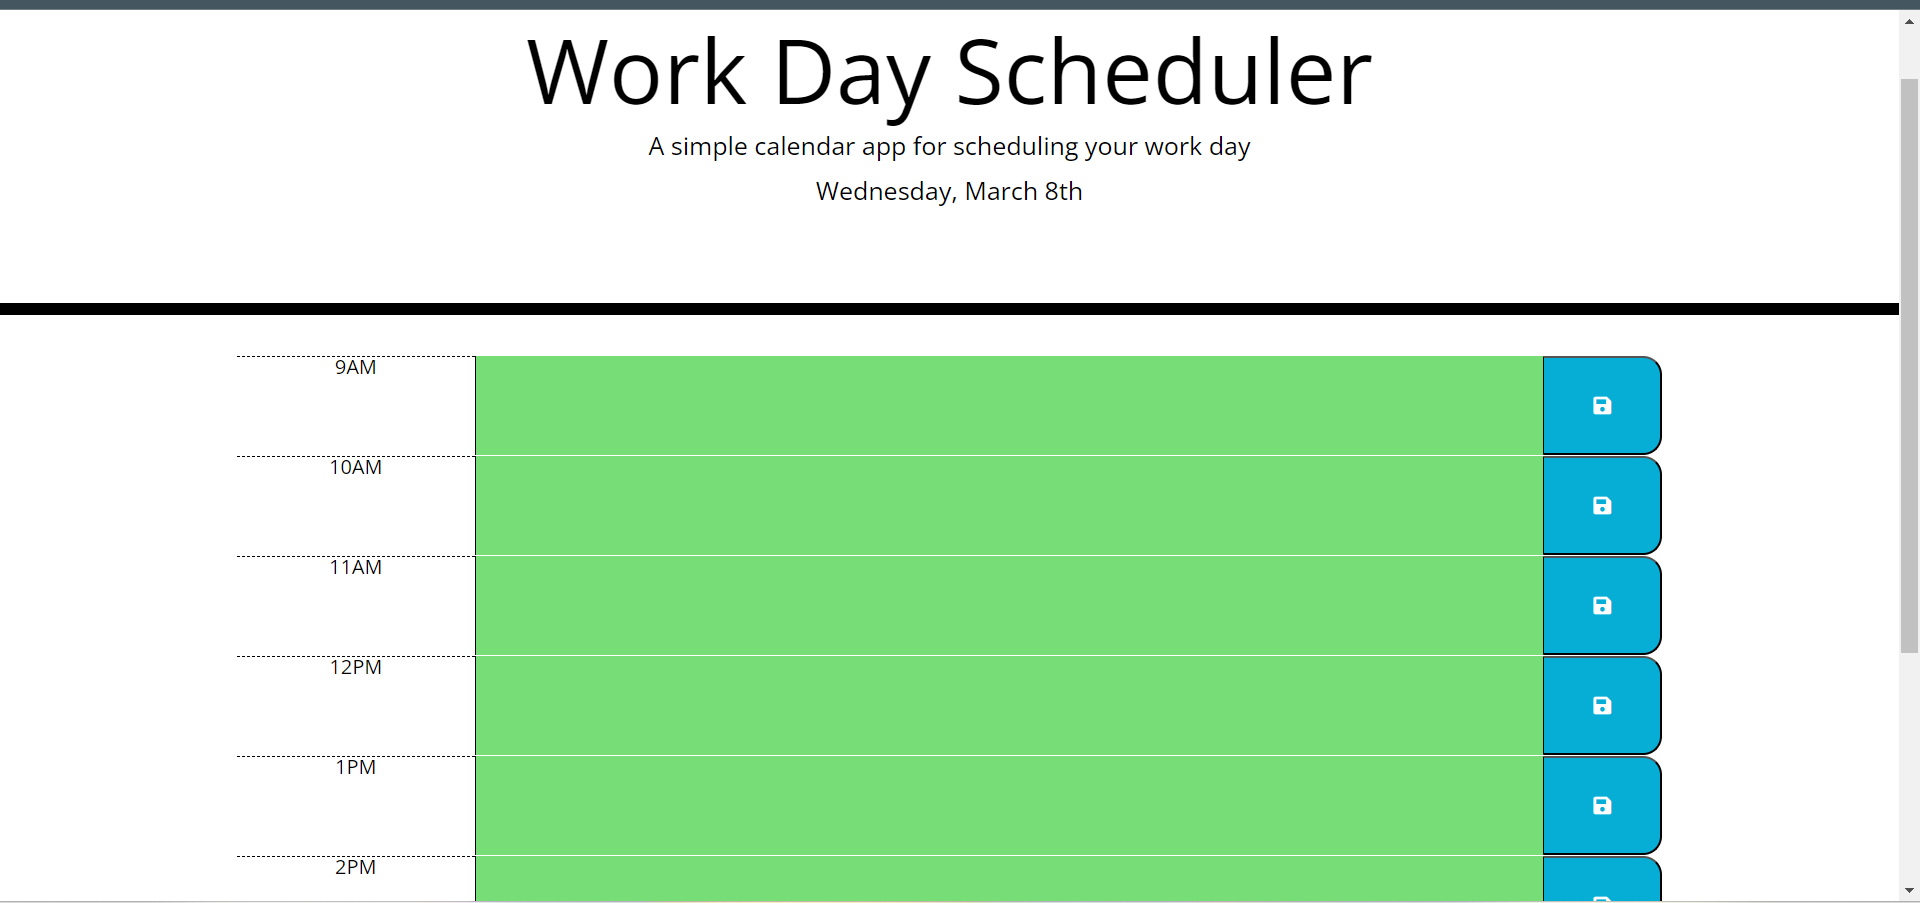 Work Day Scheduler
A simple calendar app for scheduling your work day
Wednesday, March 8th
9AM
10AM
11AM
12PM
1PM
2PM